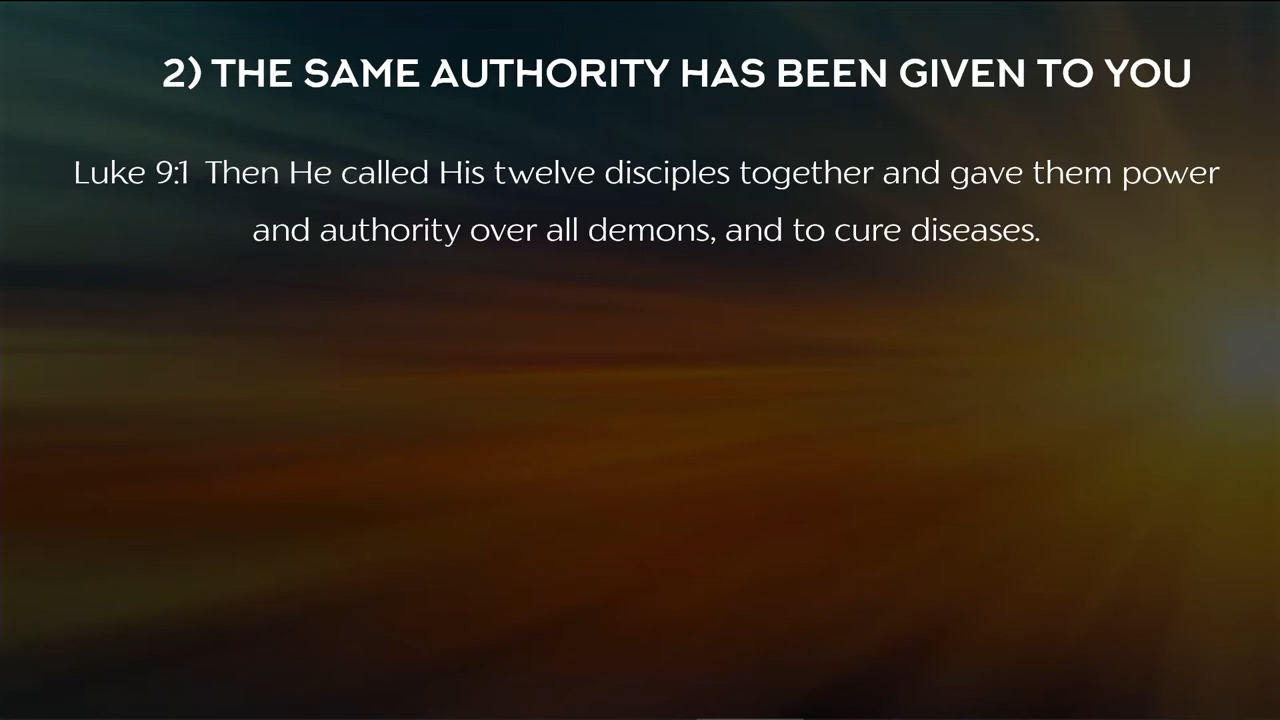 2) THE SAME AUTHORITY HAS BEEN GIVEN TO YOU
Luke 9:1 Then He called His twelve disciples together and gave them power
and authority over all demons, and to cure diseases.